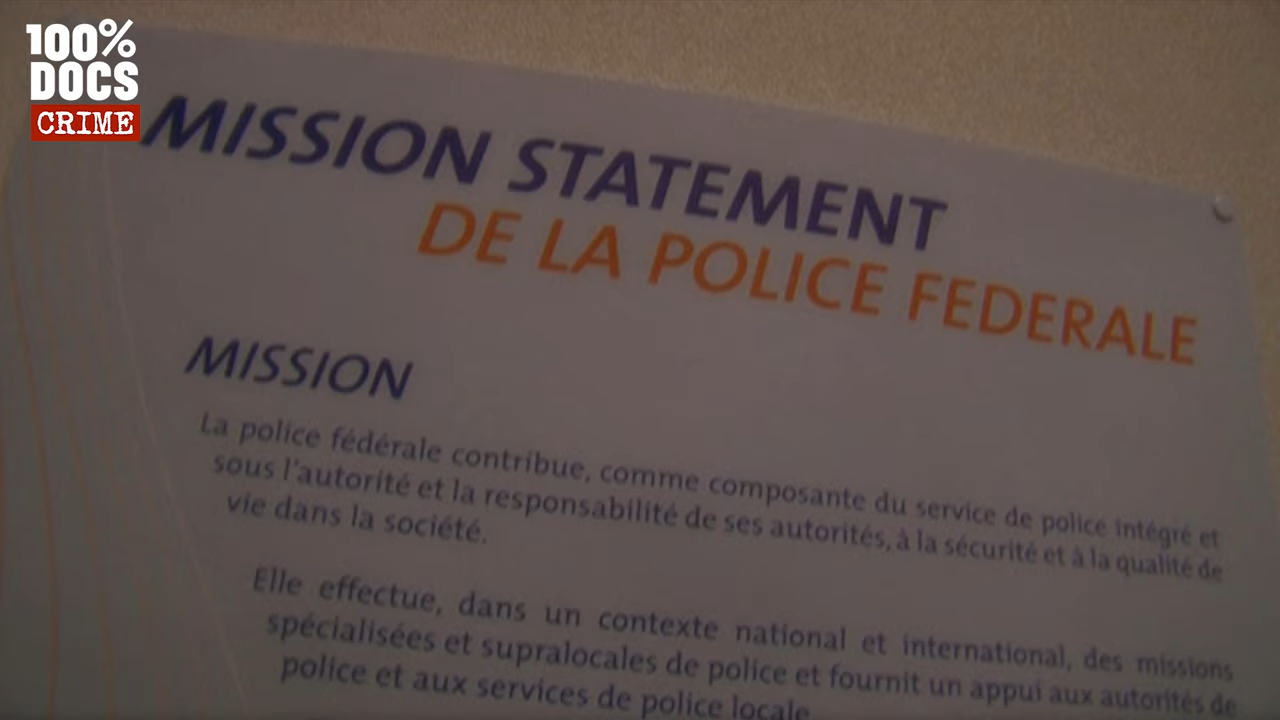 100%
DOCS
CRIME
MISSION STATEMENT
DE LA POLICE FEDERALE
MISSION
La police fédérale contribue, comme composante du service de police intégré et
sous l'autorité et la responsabilité de ses autorités, à la sécurité et à la qualité de
vie dans la société.
Elle effectue, dans un contexte national et international, des missions
spécialisées et supralocales de police et fournit un appui aux autorités de
police et aux services de police locale.